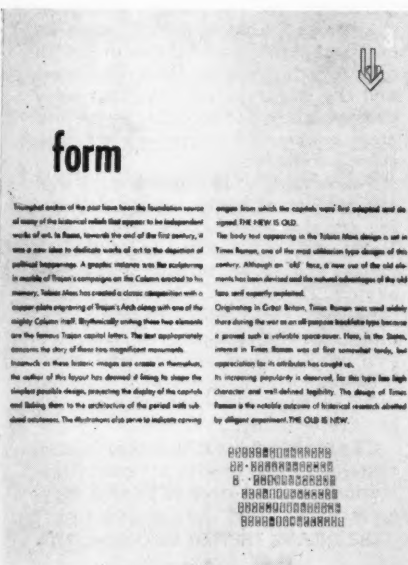 3
form
Triumphal arches of the past have been the foundation source
of many of the historical reliefs that appear to be independent
works of art. In Rome, towards the end of the first century, it
was a new idea to dedicate works of art to the depiction of
political happenings. A graphic instance was the sculpturing
in marble of Trajan's campaigns on the Column erected to his
memory. Tobias Moss has created a classic composition with a
copper-plate engraving of Trajan's Arch along with one of the
mighty Column itself. Rhythmically uniting these two elements
are the famous Trajan capital letters. The text appropriately
concerns the story of these two magnificent monuments.
Inasmuch as these historic images are ornate in themselves,
the author of this layout has deemed it fitting to shape the
simplest possible design, projecting the display of the capitals
and linking them to the architecture of the period with sub-
dued squares. The illustrations also serve to indicate carving
images from which the capitals were first adapted and de-
signed. THE NEW IS OLD.
The body text appearing in the Tobias Moss design is set in
Times Roman, one of the most utilitarian type designs of this
century. Although an "old" face, a new use of the old ele-
ments has been devised and the natural advantages of the old
face and expertly exploited.
Originating in Great Britain, Times Roman was used widely
there during the war as an all purpose bookface type because
it proved such a valuable space-saver. Here, in the States,
interest in Times Roman was at first somewhat tardy, but
appreciation for its attributes has caught up.
Its increasing popularity is deserved, for this type has high
character and well-defined legibility. The design of Times
Roman is the notable outcome of historical research abetted
by diligent experiment. THE OLD IS NEW.